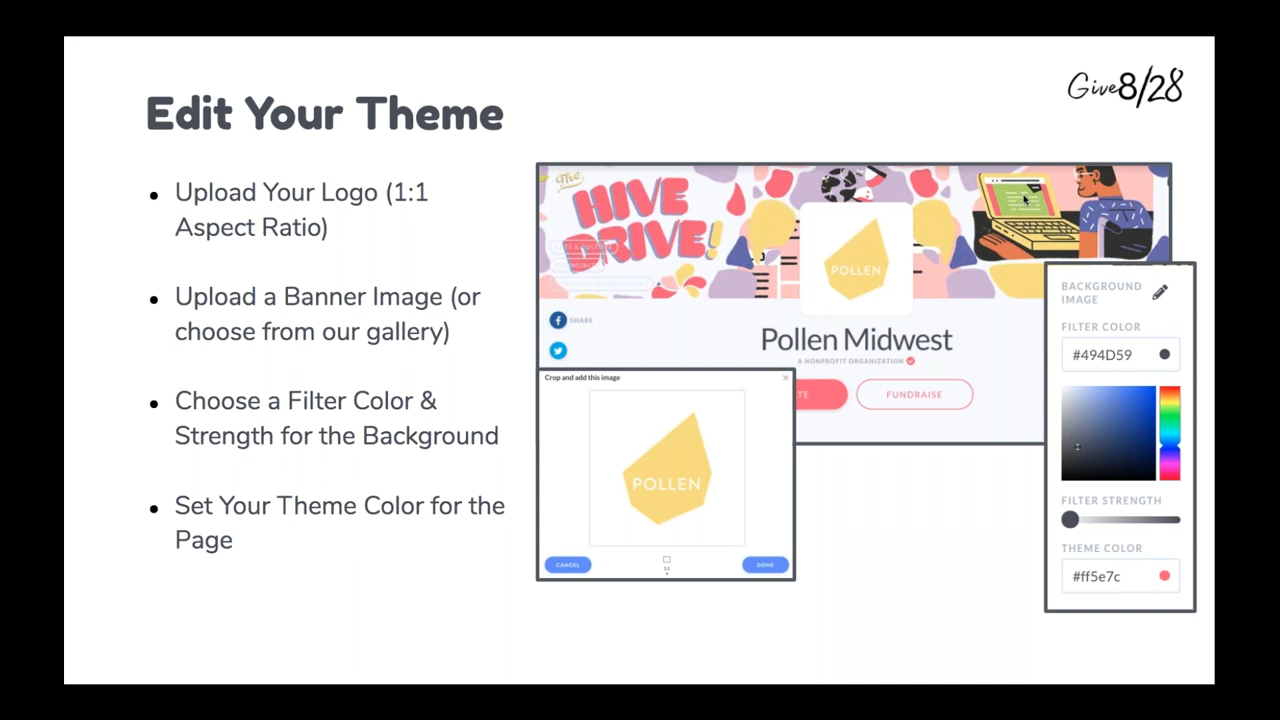 Give8/28
Edit Your Theme
Upload Your Logo (1:1
Aspect Ratio)
Upload a Banner Image (or
choose from our gallery)
Choose a Filter Color &
Strength for the Background
Set Your Theme Color for the
Page
The
HIVE
DRIVE!
POLLEN
SHARE
Pollen Midwest
A NONPROFIT ORGANIZATION
FUNDRAISE
Crop and add this image
POLLEN
CANCEL
1:1
DONE
BACKGROUND
IMAGE
FILTER COLOR
#494D59
FILTER STRENGTH
THEME COLOR
#ff5e7c